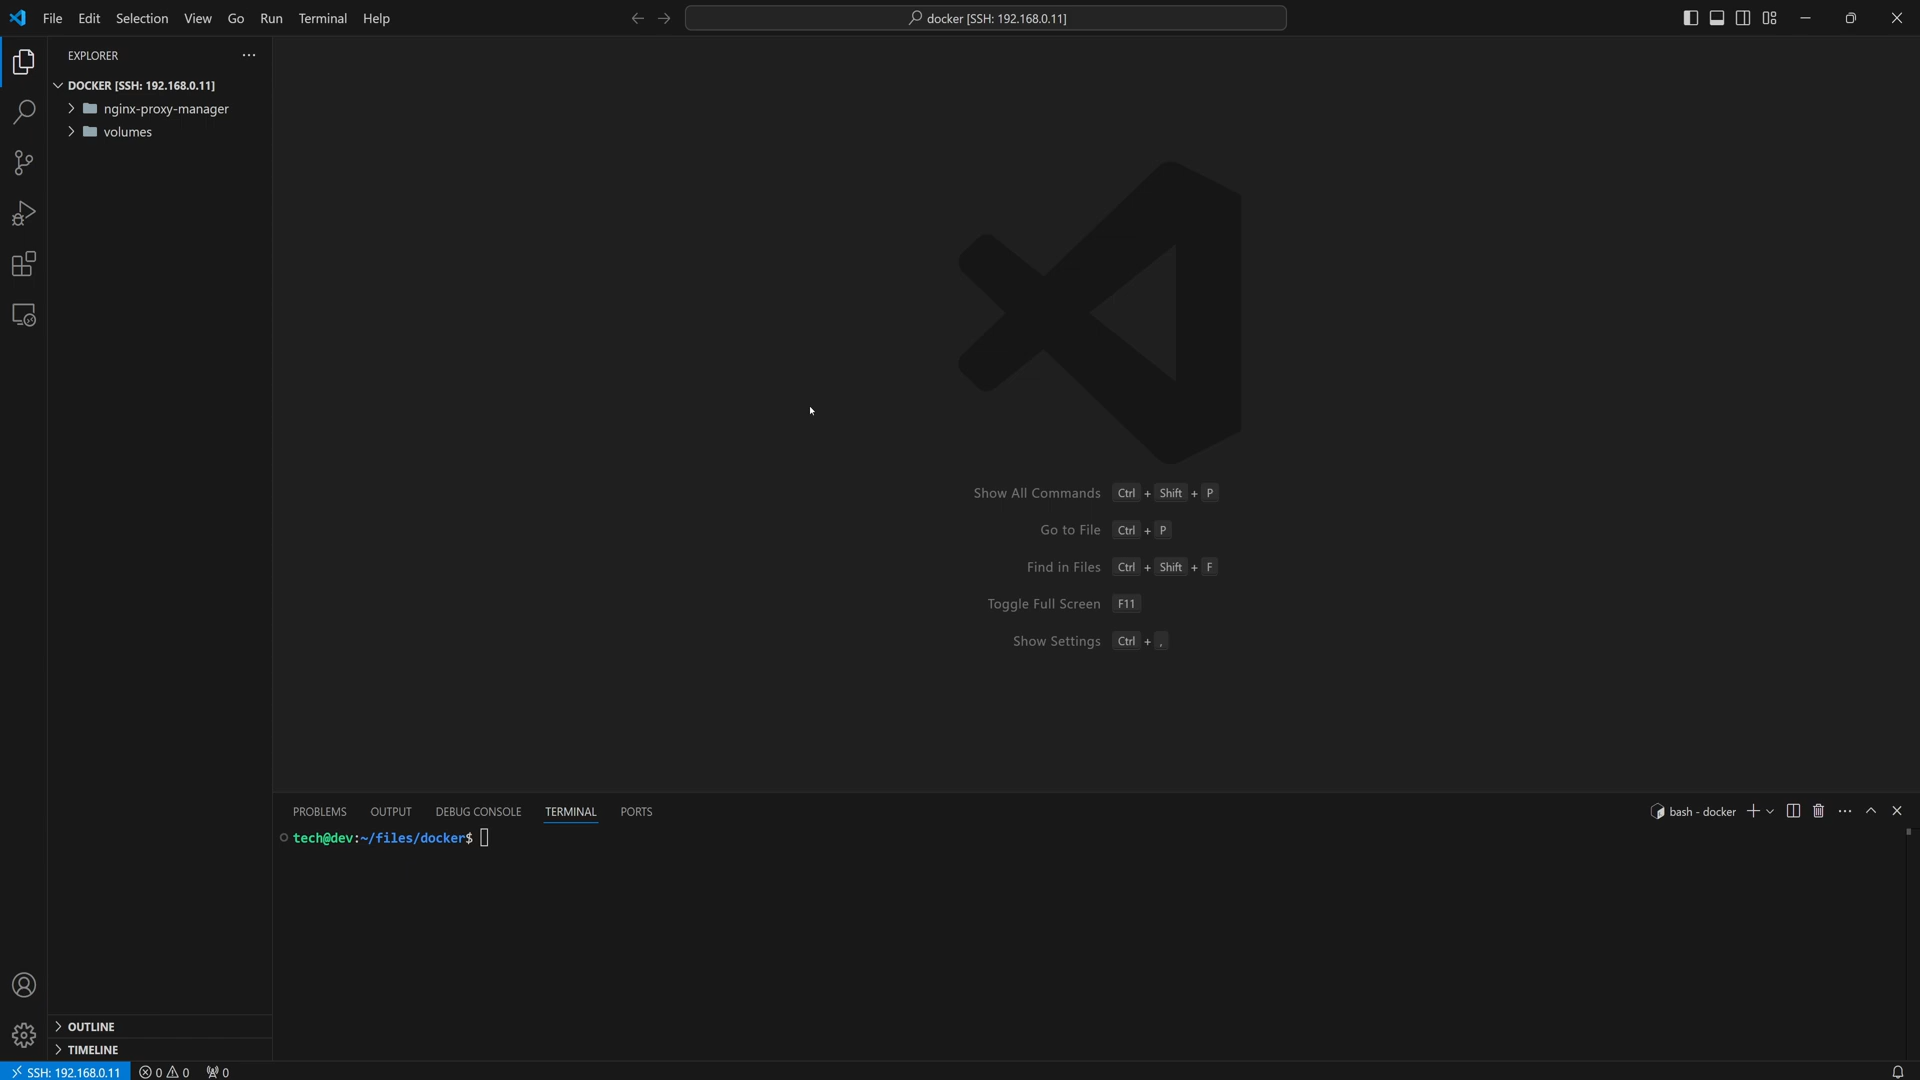 File Edit Selection View Go Run Terminal Help
docker [SSH: 192.168.0.11]
EXPLORER
DOCKER [SSH: 192.168.0.11]
nginx-proxy-manager
volumes
Show All Commands Ctrl + Shift + P
Go to File Ctrl + P
Find in Files Ctrl + Shift + F
Toggle Full Screen F11
Show Settings Ctrl + ,
PROBLEMS OUTPUT DEBUG CONSOLE TERMINAL PORTS
bash - docker
tech@dev:~/files/docker$
OUTLINE
TIMELINE
SSH: 192.168.0.11 0 0 0